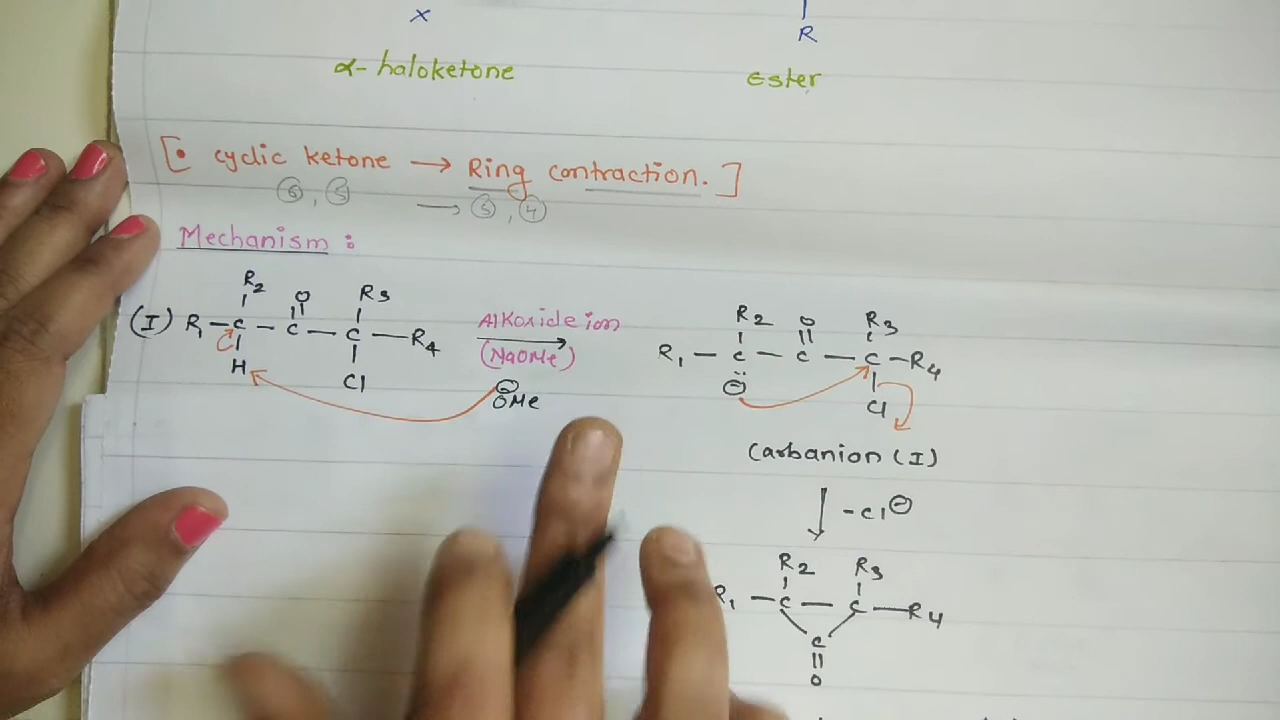 x
R
α-haloketone
Ester
[• cyclic ketone → Ring contraction.]
⑥, ⑤ → ⑤, ④
Mechanism :
R2 O R3
(I) R1 - C - C - C - R4
H Cl
Alkoxide ion
(NaOMe)
⊖
OMe
R2 O R3
R1 - C - C - C - R4
⊖ Cl
Carbanion (I)
↓ -Cl⊖
R2 R3
R1 - C - C - R4
C
O